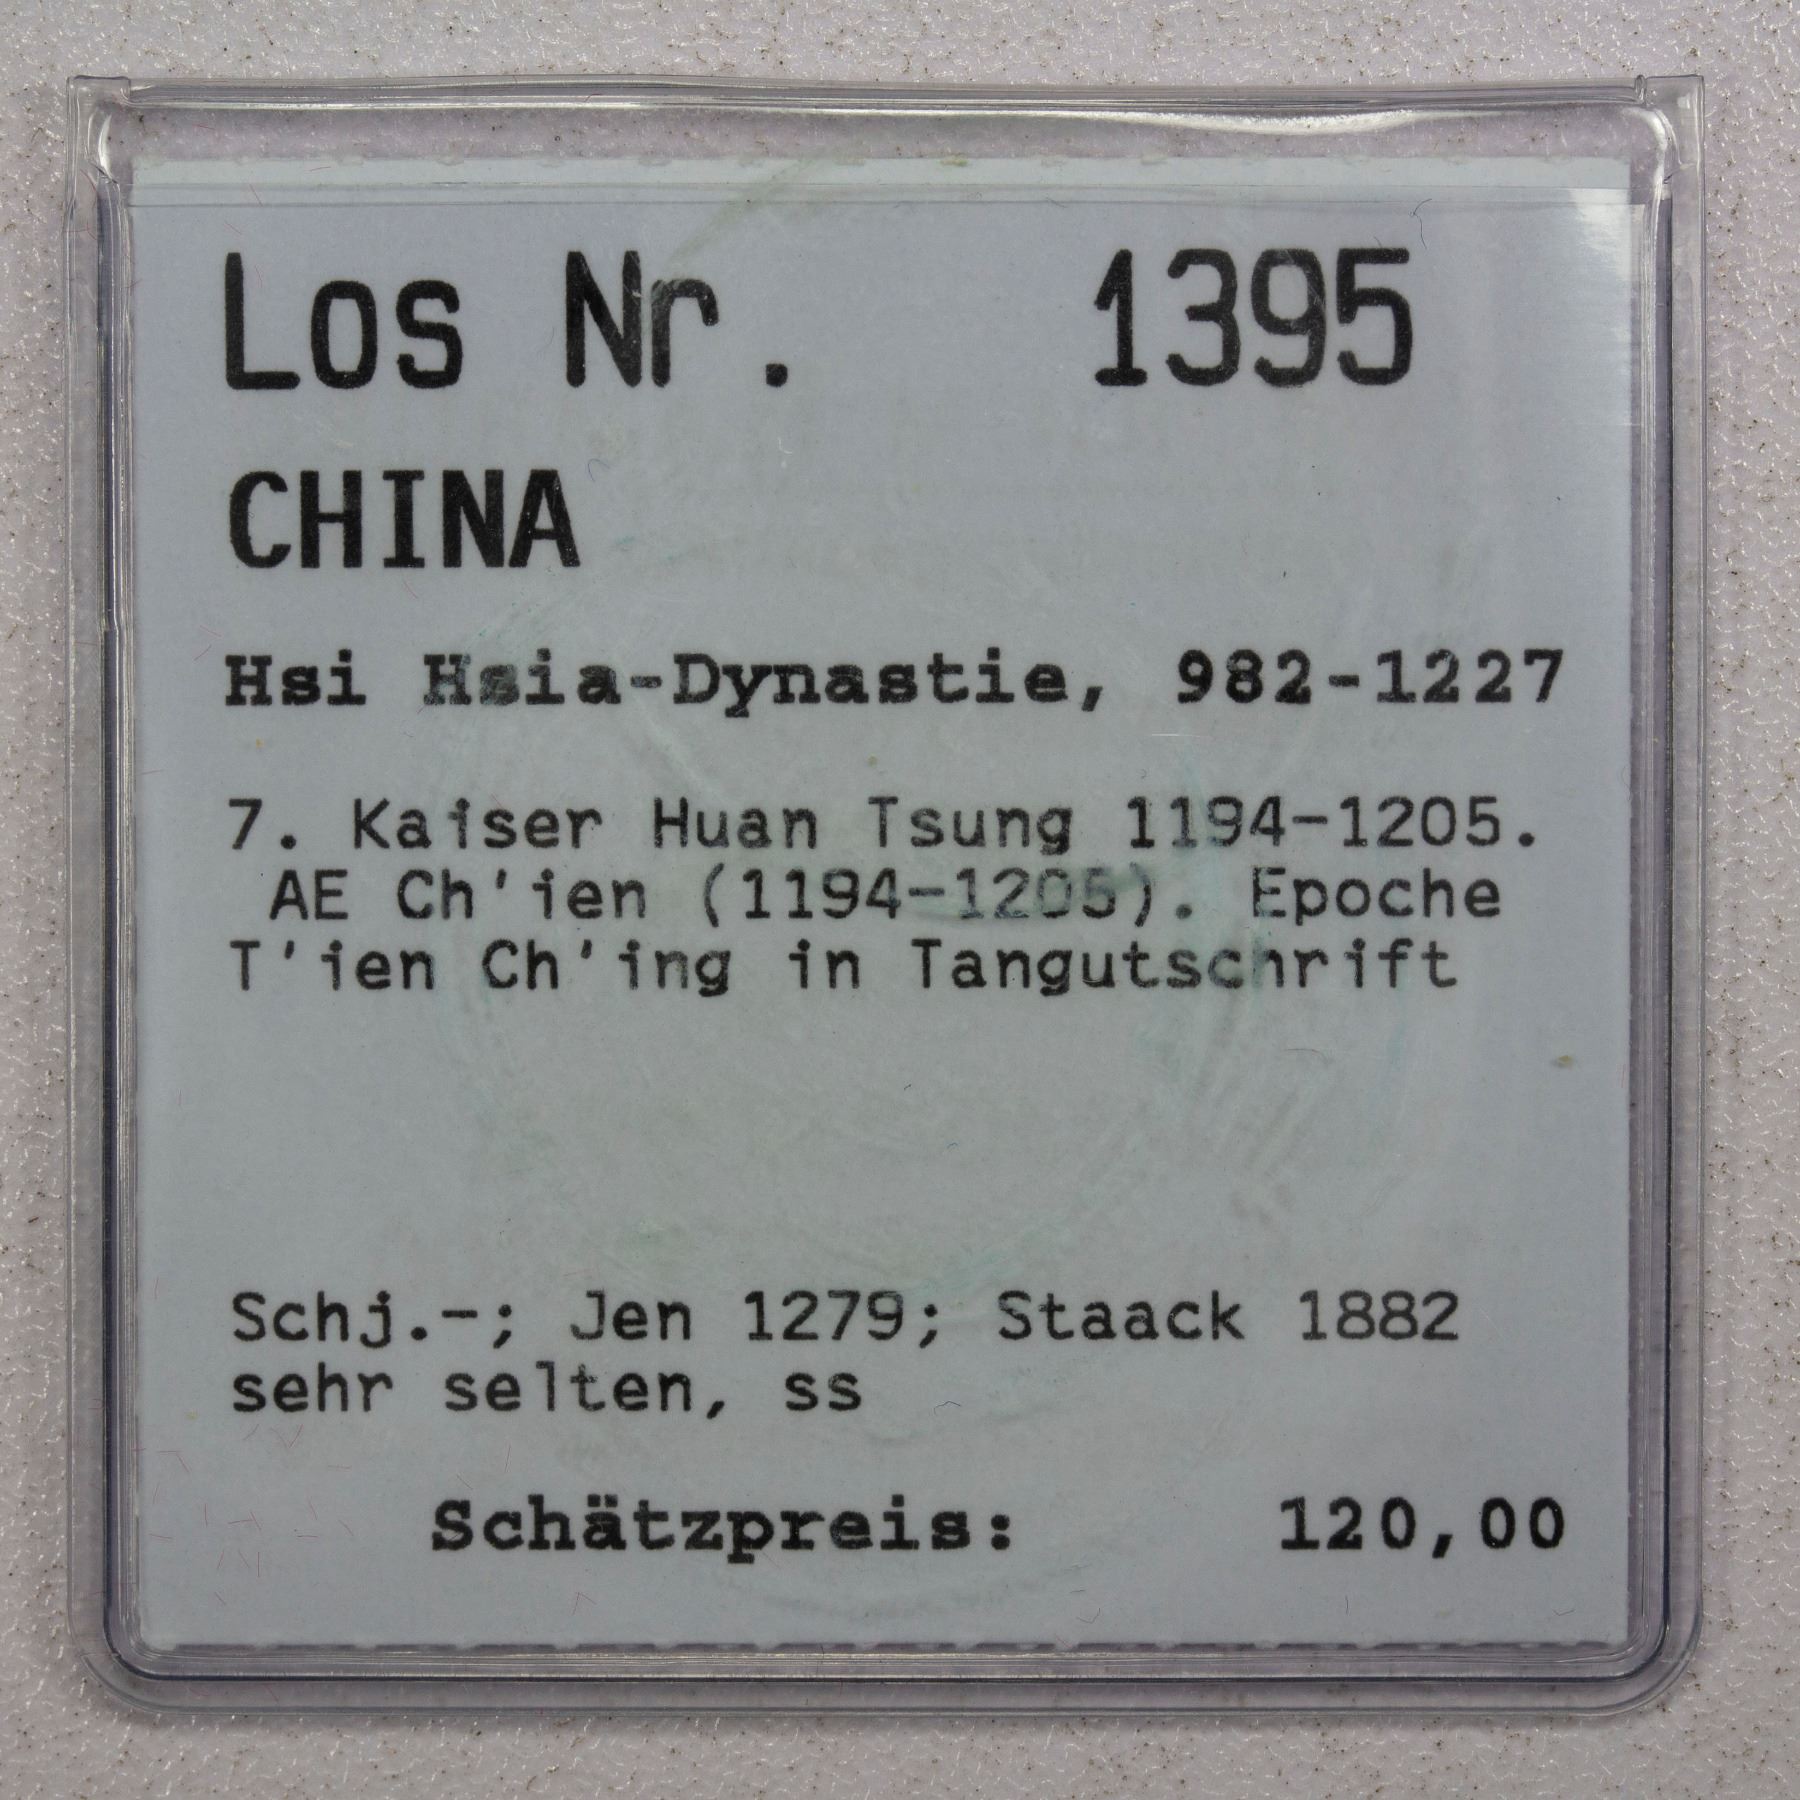 Los Nr. 1395
CHINA
Hsi Hsia-Dynastie, 982-1227
7. Kaiser Huan Tsung 1194-1205.
AE Ch'ien (1194-1205). Epoche
T'ien Ch'ing in Tangutschrift
Schj.-; Jen 1279; Staack 1882
sehr selten, ss
Schätzpreis: 120,00